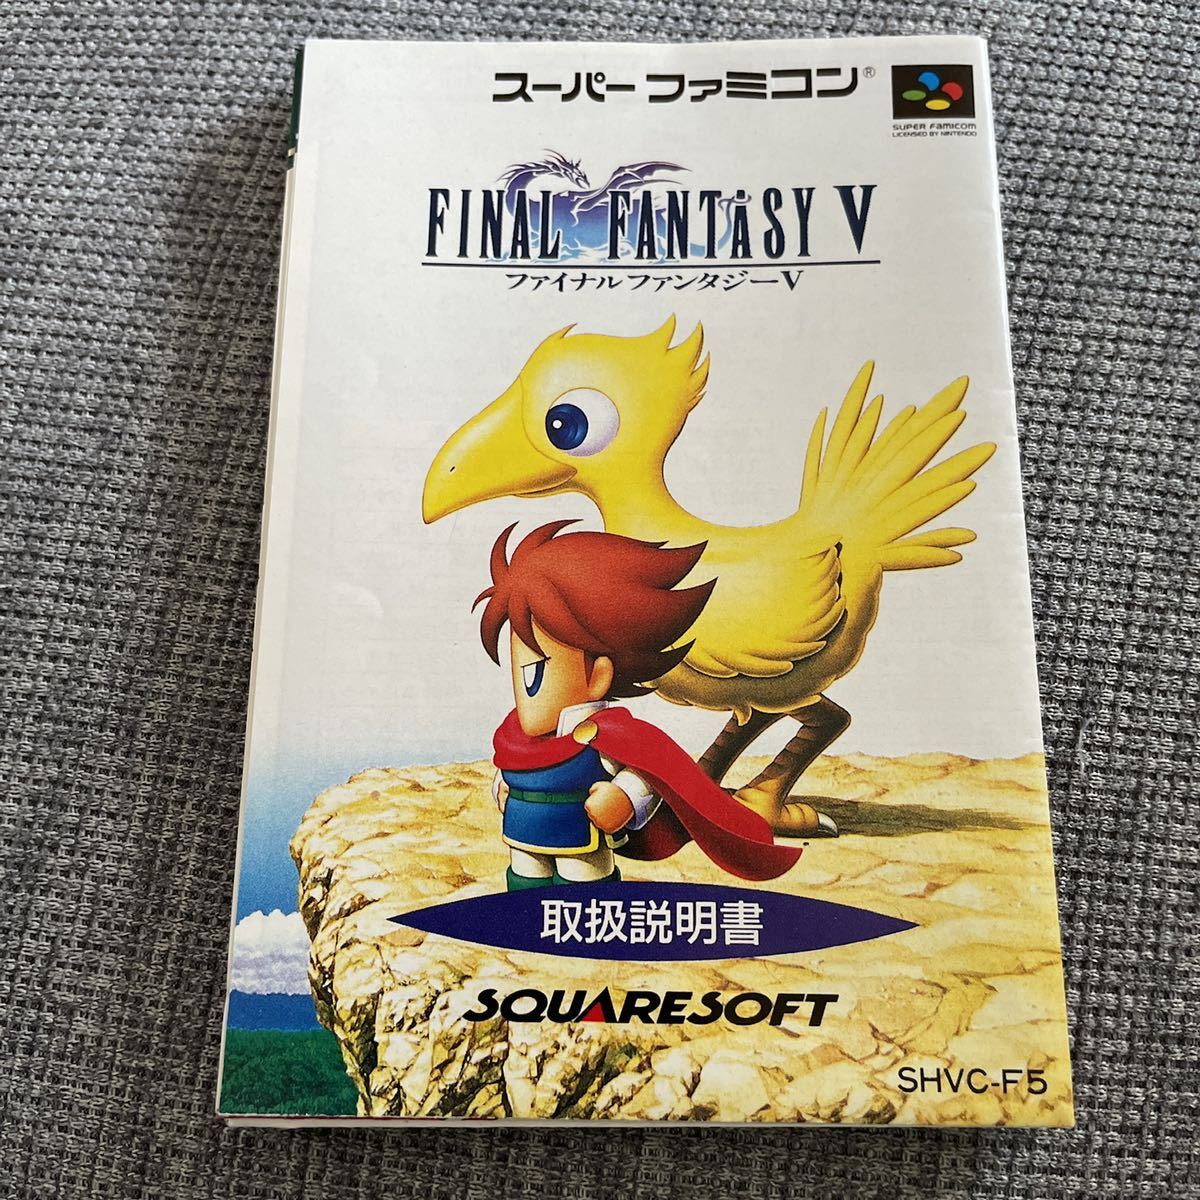 スーパーファミコン®
SUPER FAMICOM
LICENSED BY NINTENDO
FINAL FANTASY V
ファイナルファンタジーV
取扱説明書
SQUARESOFT
SHVC-F5